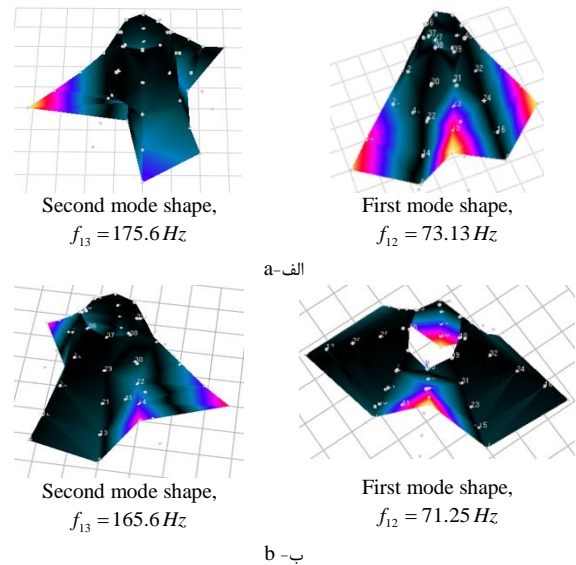 Second mode shape,
f₁₃ = 175.6 Hz
First mode shape,
f₁₂ = 73.13 Hz
الف-a
Second mode shape,
f₁₃ = 165.6 Hz
First mode shape,
f₁₂ = 71.25 Hz
ب- b